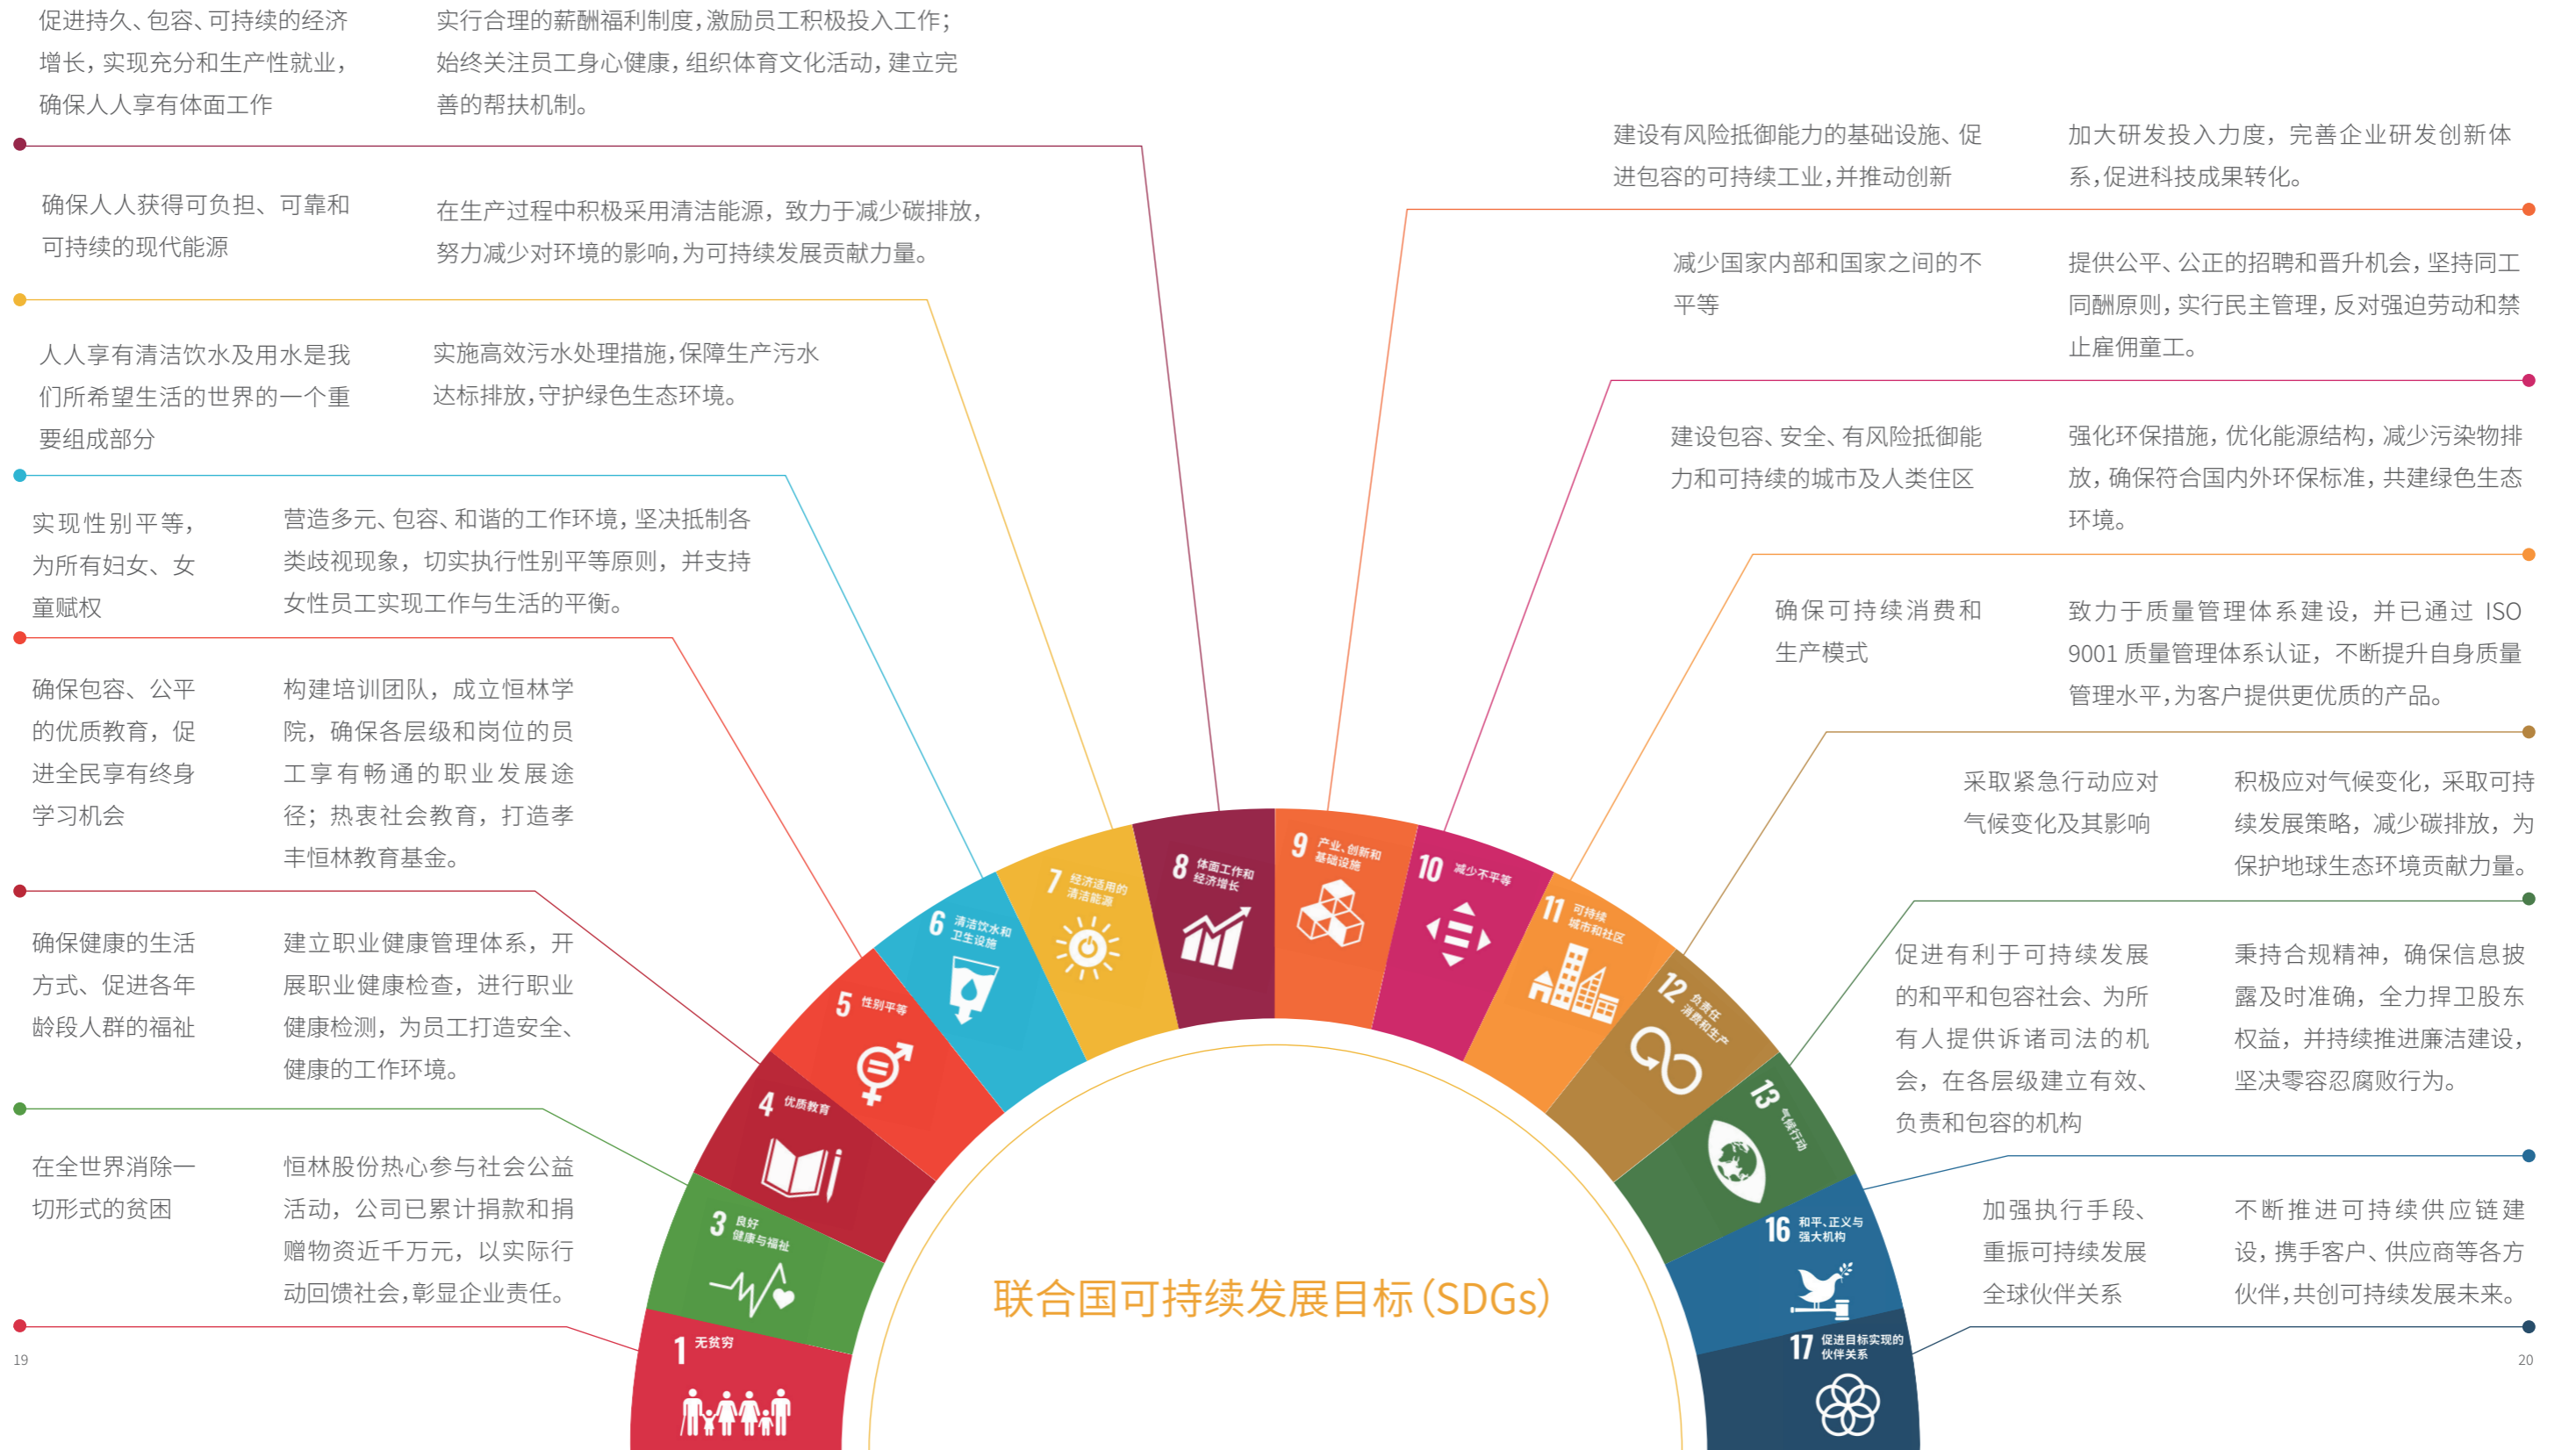 促进持久、包容、可持续的经济
增长，实现充分和生产性就业，
确保人人享有体面工作
实行合理的薪酬福利制度，激励员工积极投入工作；
始终关注员工身心健康，组织体育文化活动，建立完
善的帮扶机制。
确保人人获得可负担、可靠和
可持续的现代能源
在生产过程中积极采用清洁能源，致力于减少碳排放，
努力减少对环境的影响，为可持续发展贡献力量。
人人享有清洁饮水及用水是我
们所希望生活的世界的一个重
要组成部分
实施高效污水处理措施，保障生产污水
达标排放，守护绿色生态环境。
实现性别平等，
为所有妇女、女
童赋权
营造多元、包容、和谐的工作环境，坚决抵制各
类歧视现象，切实执行性别平等原则，并支持
女性员工实现工作与生活的平衡。
确保包容、公平
的优质教育，促
进全民享有终身
学习机会
构建培训团队，成立恒林学
院，确保各层级和岗位的员
工享有畅通的职业发展途
径；热衷社会教育，打造孝
丰恒林教育基金。
确保健康的生活
方式、促进各年
龄段人群的福祉
建立职业健康管理体系，开
展职业健康检查，进行职业
健康检测，为员工打造安全、
健康的工作环境。
在全世界消除一
切形式的贫困
恒林股份热心参与社会公益
活动，公司已累计捐款和捐
赠物资近千万元，以实际行
动回馈社会，彰显企业责任。
19
建设有风险抵御能力的基础设施、促
进包容的可持续工业，并推动创新
加大研发投入力度，完善企业研发创新体
系，促进科技成果转化。
减少国家内部和国家之间的不
平等
提供公平、公正的招聘和晋升机会，坚持同工
同酬原则，实行民主管理，反对强迫劳动和禁
止雇佣童工。
建设包容、安全、有风险抵御能
力和可持续的城市及人类住区
强化环保措施，优化能源结构，减少污染物排
放，确保符合国内外环保标准，共建绿色生态
环境。
确保可持续消费和
生产模式
致力于质量管理体系建设，并已通过 ISO
9001 质量管理体系认证，不断提升自身质量
管理水平，为客户提供更优质的产品。
采取紧急行动应对
气候变化及其影响
积极应对气候变化，采取可持
续发展策略，减少碳排放，为
保护地球生态环境贡献力量。
促进有利于可持续发展
的和平和包容社会、为所
有人提供诉诸司法的机
会，在各层级建立有效、
负责和包容的机构
秉持合规精神，确保信息披
露及时准确，全力捍卫股东
权益，并持续推进廉洁建设，
坚决零容忍腐败行为。
加强执行手段、
重振可持续发展
全球伙伴关系
不断推进可持续供应链建
设，携手客户、供应商等各方
伙伴，共创可持续发展未来。
20
1 无贫穷
3 良好
健康与福祉
4 优质教育
5 性别平等
6 清洁饮水和
卫生设施
7 经济适用的
清洁能源
8 体面工作和
经济增长
9 产业、创新和
基础设施
10 减少不平等
11 可持续
城市和社区
12 负责任
消费和生产
13 气候行动
16 和平、正义与
强大机构
17 促进目标实现的
伙伴关系
联合国可持续发展目标（SDGs）